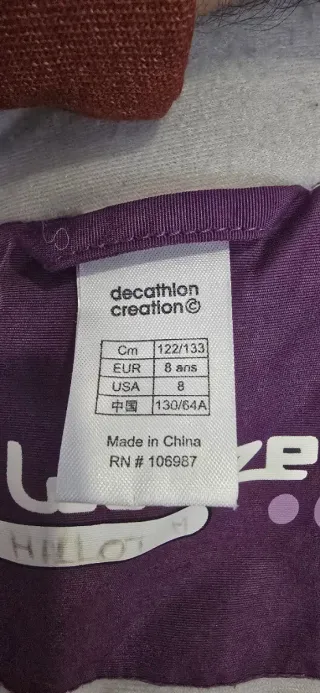 decathlon
creation©
Cm 122/133
EUR 8 ans
USA 8
中国 130/64A
Made in China
RN # 106987
HILLOT M